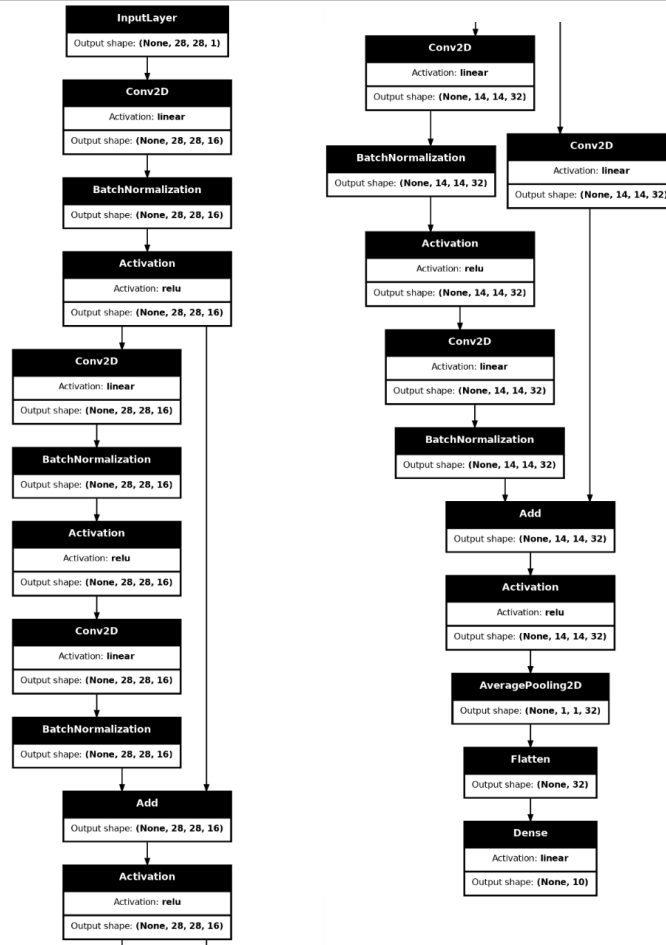 InputLayer
Output shape: (None, 28, 28, 1)
Conv2D
Activation: linear
Output shape: (None, 28, 28, 16)
BatchNormalization
Output shape: (None, 28, 28, 16)
Activation
Activation: relu
Output shape: (None, 28, 28, 16)
Conv2D
Activation: linear
Output shape: (None, 28, 28, 16)
BatchNormalization
Output shape: (None, 28, 28, 16)
Activation
Activation: relu
Output shape: (None, 28, 28, 16)
Conv2D
Activation: linear
Output shape: (None, 28, 28, 16)
BatchNormalization
Output shape: (None, 28, 28, 16)
Add
Output shape: (None, 28, 28, 16)
Activation
Activation: relu
Output shape: (None, 28, 28, 16)
Conv2D
Activation: linear
Output shape: (None, 14, 14, 32)
BatchNormalization
Output shape: (None, 14, 14, 32)
Conv2D
Activation: linear
Output shape: (None, 14, 14, 32)
Activation
Activation: relu
Output shape: (None, 14, 14, 32)
Conv2D
Activation: linear
Output shape: (None, 14, 14, 32)
BatchNormalization
Output shape: (None, 14, 14, 32)
Add
Output shape: (None, 14, 14, 32)
Activation
Activation: relu
Output shape: (None, 14, 14, 32)
AveragePooling2D
Output shape: (None, 1, 1, 32)
Flatten
Output shape: (None, 32)
Dense
Activation: linear
Output shape: (None, 10)